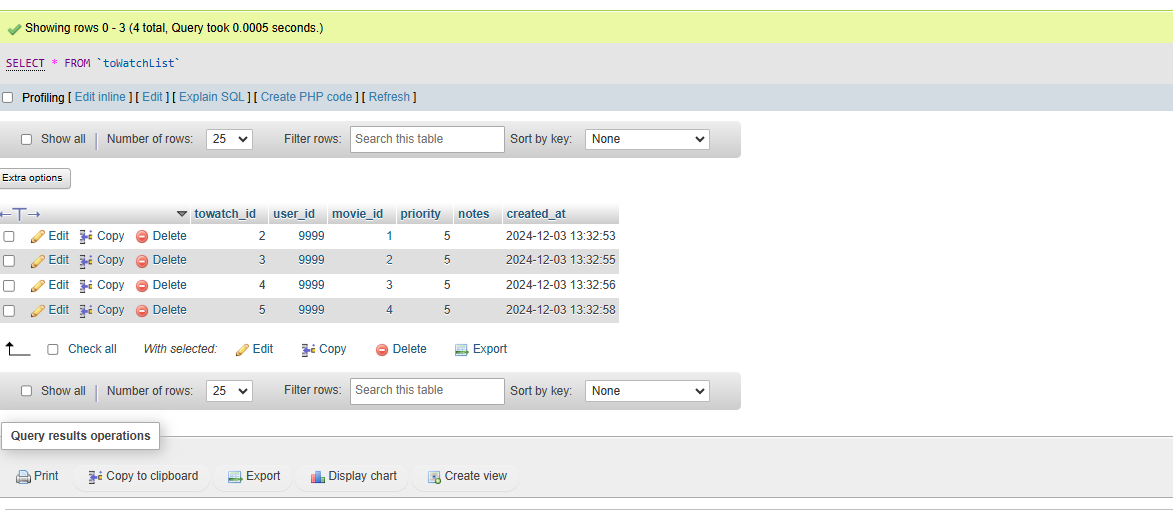 Showing rows 0 - 3 (4 total, Query took 0.0005 seconds.)
SELECT * FROM `toWatchList`
Profiling [ Edit inline ] [ Edit ] [ Explain SQL ] [ Create PHP code ] [ Refresh ]
Show all Number of rows: 25 Filter rows: Search this table Sort by key: None
Extra options
←T→ towatch_id user_id movie_id priority notes created_at
Edit Copy Delete 2 9999 1 5 2024-12-03 13:32:53
Edit Copy Delete 3 9999 2 5 2024-12-03 13:32:55
Edit Copy Delete 4 9999 3 5 2024-12-03 13:32:56
Edit Copy Delete 5 9999 4 5 2024-12-03 13:32:58
Check all With selected: Edit Copy Delete Export
Show all Number of rows: 25 Filter rows: Search this table Sort by key: None
Query results operations
Print Copy to clipboard Export Display chart Create view